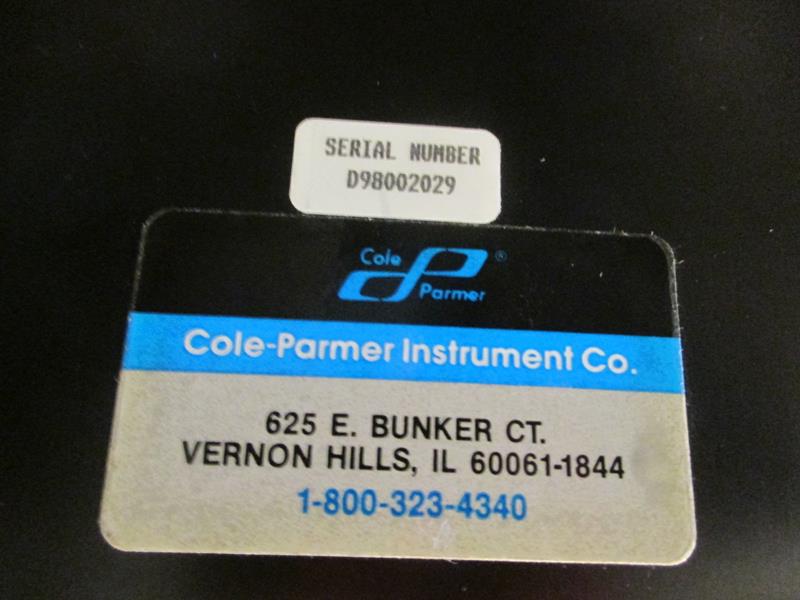 SERIAL NUMBER
D98002029
Cole
Parmer
®
Cole-Parmer Instrument Co.
625 E. BUNKER CT.
VERNON HILLS, IL 60061-1844
1-800-323-4340